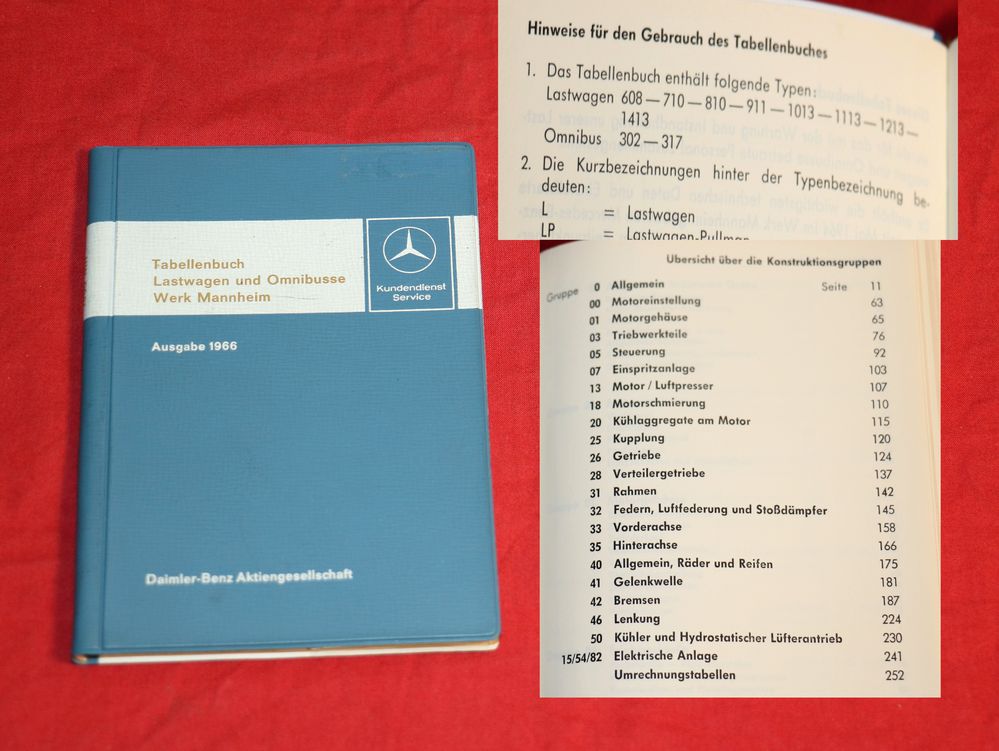 Tabellenbuch
Lastwagen und Omnibusse
Werk Mannheim
Kundendienst
Service
Ausgabe 1966
Daimler-Benz Aktiengesellschaft
Hinweise für den Gebrauch des Tabellenbuches
1. Das Tabellenbuch enthält folgende Typen:
Lastwagen 608 — 710 — 810 — 911 — 1013 — 1113 — 1213 —
1413
Omnibus 302 — 317
2. Die Kurzbezeichnungen hinter der Typenbezeichnung be-
deuten:
L = Lastwagen
LP = Lastwagen-Pullman
Übersicht über die Konstruktionsgruppen
Gruppe 0 Allgemein Seite 11
00 Motoreinstellung 63
01 Motorgehäuse 65
03 Triebwerkteile 76
05 Steuerung 92
07 Einspritzanlage 103
13 Motor / Luftpresser 107
18 Motorschmierung 110
20 Kühlaggregate am Motor 115
25 Kupplung 120
26 Getriebe 124
28 Verteilergetriebe 137
31 Rahmen 142
32 Federn, Luftfederung und Stoßdämpfer 145
33 Vorderachse 158
35 Hinterachse 166
40 Allgemein, Räder und Reifen 175
41 Gelenkwelle 181
42 Bremsen 187
46 Lenkung 224
50 Kühler und Hydrostatischer Lüfterantrieb 230
15/54/82 Elektrische Anlage 241
Umrechnungstabellen 252